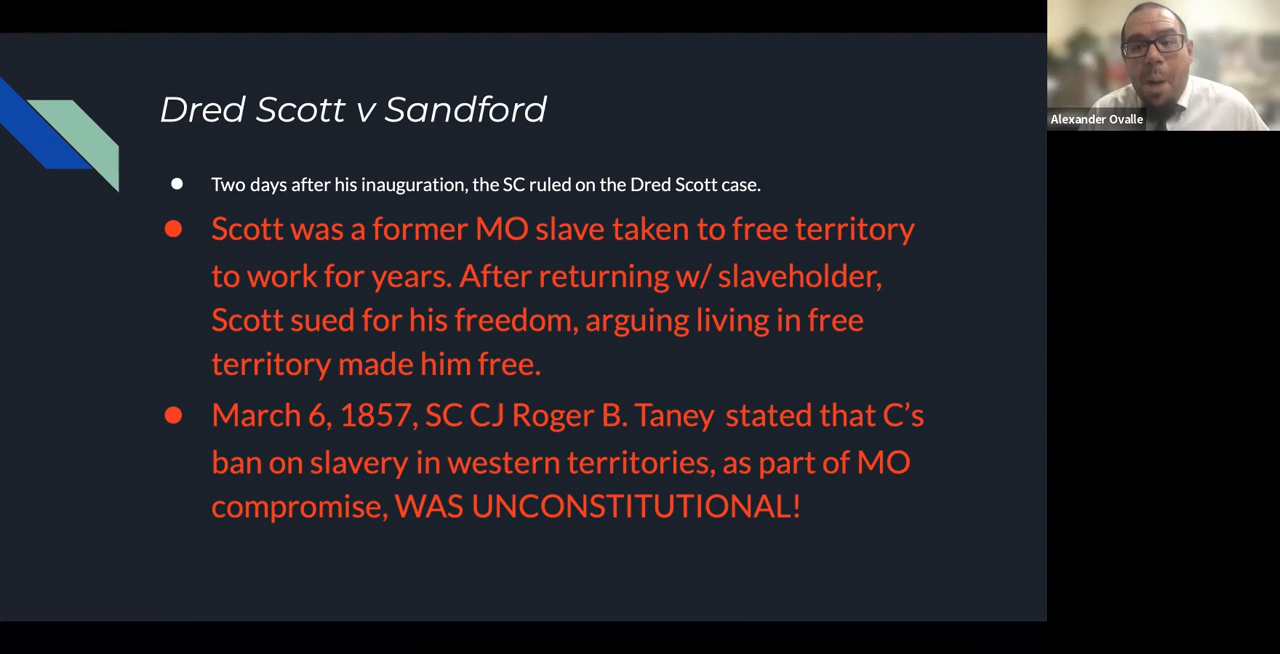 Dred Scott v Sandford
Two days after his inauguration, the SC ruled on the Dred Scott case.
Scott was a former MO slave taken to free territory
to work for years. After returning w/ slaveholder,
Scott sued for his freedom, arguing living in free
territory made him free.
March 6, 1857, SC CJ Roger B. Taney stated that C’s
ban on slavery in western territories, as part of MO
compromise, WAS UNCONSTITUTIONAL!
Alexander Ovalle